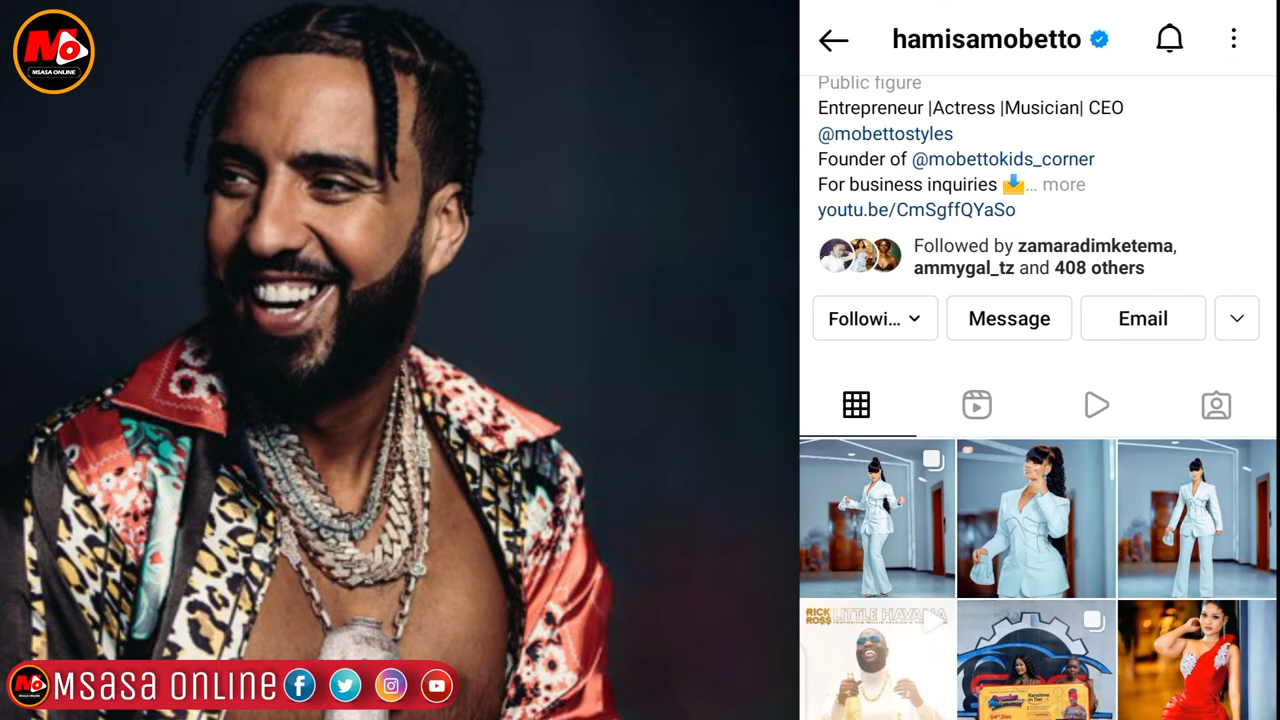 MO
MSASA ONLINE
hamisamobetto
Public figure
Entrepreneur |Actress |Musician| CEO
@mobettostyles
Founder of @mobettokids_corner
For business inquiries 📥... more
youtu.be/CmSgffQYaSo
Followed by zamaradimketema,
ammygal_tz and 408 others
Followi...
Message
Email
RICK ROSS
LITTLE HAVANA
MSASA ONLINE